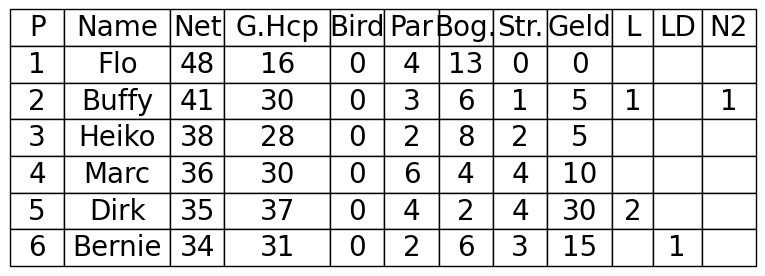 P Name Net G.Hcp Bird Par Bog. Str. Geld L LD N2
1 Flo 48 16 0 4 13 0 0
2 Buffy 41 30 0 3 6 1 5 1 1
3 Heiko 38 28 0 2 8 2 5
4 Marc 36 30 0 6 4 4 10
5 Dirk 35 37 0 4 2 4 30 2
6 Bernie 34 31 0 2 6 3 15 1